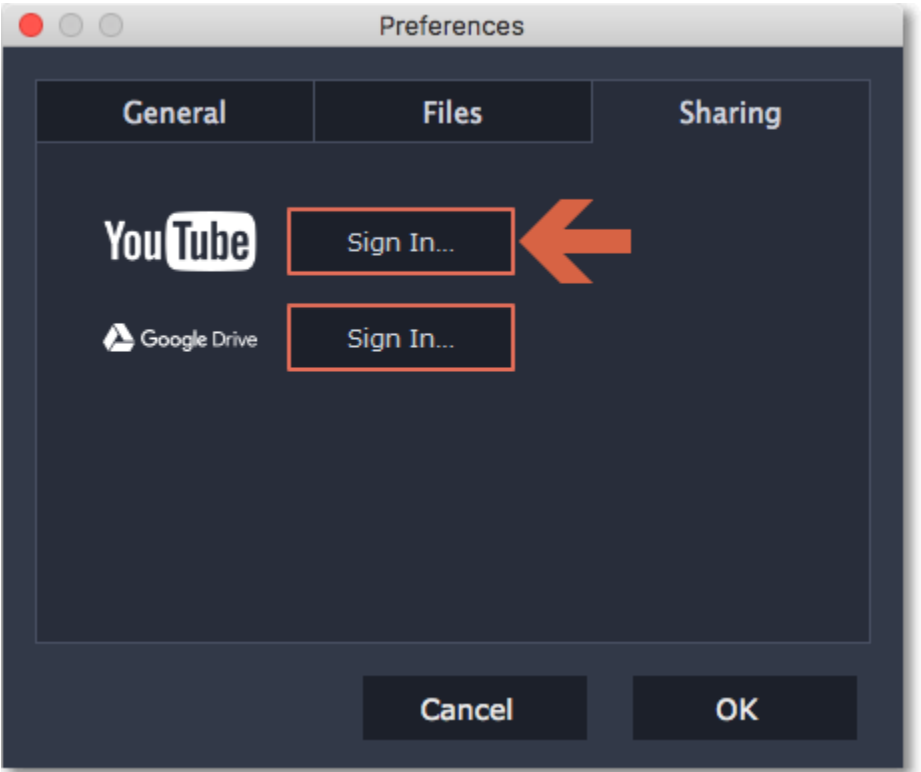 Preferences
General Files Sharing
YouTube Sign In...
Google Drive Sign In...
Cancel OK